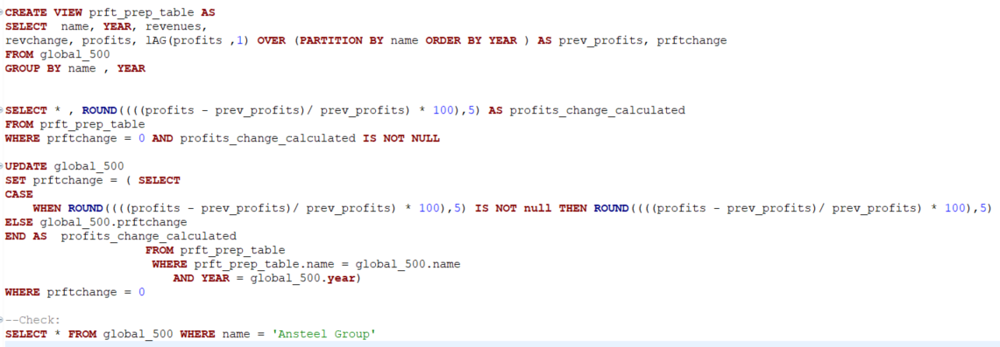 CREATE VIEW prft_prep_table AS
SELECT  name, YEAR, revenues,
revchange, profits, lAG(profits ,1) OVER (PARTITION BY name ORDER BY YEAR ) AS prev_profits, prftchange
FROM global_500
GROUP BY name , YEAR
SELECT * , ROUND((((profits - prev_profits)/ prev_profits) * 100),5) AS profits_change_calculated
FROM prft_prep_table
WHERE prftchange = 0 AND profits_change_calculated IS NOT NULL
UPDATE global_500
SET prftchange = ( SELECT
CASE
    WHEN ROUND((((profits - prev_profits)/ prev_profits) * 100),5) IS NOT null THEN ROUND((((profits - prev_profits)/ prev_profits) * 100),5)
ELSE global_500.prftchange
END AS  profits_change_calculated
                    FROM prft_prep_table
                     WHERE prft_prep_table.name = global_500.name
                        AND YEAR = global_500.year)
WHERE prftchange = 0
--Check:
SELECT * FROM global_500 WHERE name = 'Ansteel Group'